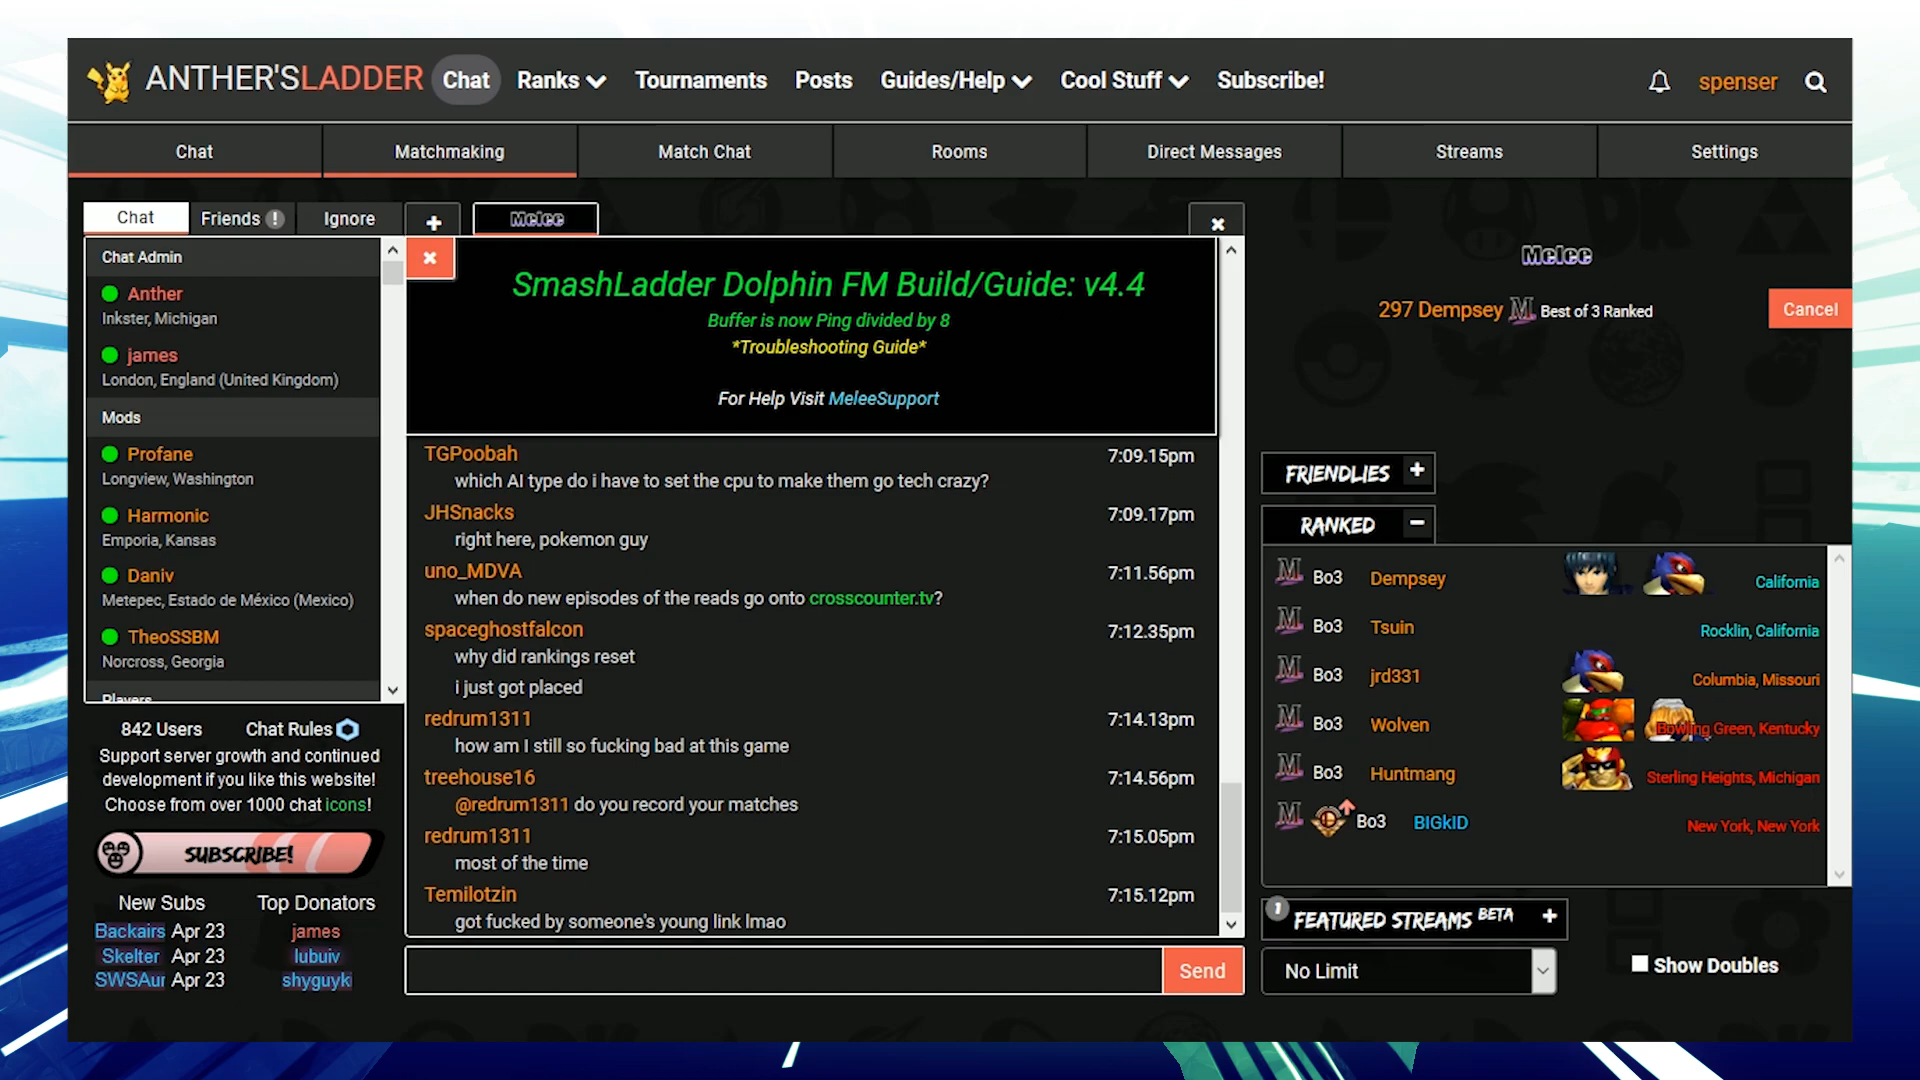 ANTHER'SLADDER Chat Ranks Tournaments Posts Guides/Help Cool Stuff Subscribe! spenser
Chat Matchmaking Match Chat Rooms Direct Messages Streams Settings
Chat Friends ! Ignore + Melee
Chat Admin
Anther
Inkster, Michigan
james
London, England (United Kingdom)
Mods
Profane
Longview, Washington
Harmonic
Emporia, Kansas
Daniv
Metepec, Estado de México (Mexico)
TheoSSBM
Norcross, Georgia
Players
842 Users Chat Rules
Support server growth and continued
development if you like this website!
Choose from over 1000 chat icons!
SUBSCRIBE!
New Subs Top Donators
Backairs Apr 23 james
Skelter Apr 23 lubuiv
SWSAur Apr 23 shyguyk
SmashLadder Dolphin FM Build/Guide: v4.4
Buffer is now Ping divided by 8
*Troubleshooting Guide*
For Help Visit MeleeSupport
TGPoobah 7:09.15pm
which AI type do i have to set the cpu to make them go tech crazy?
JHSnacks 7:09.17pm
right here, pokemon guy
uno_MDVA 7:11.56pm
when do new episodes of the reads go onto crosscounter.tv?
spaceghostfalcon 7:12.35pm
why did rankings reset
i just got placed
redrum1311 7:14.13pm
how am I still so fucking bad at this game
treehouse16 7:14.56pm
@redrum1311 do you record your matches
redrum1311 7:15.05pm
most of the time
Temilotzin 7:15.12pm
got fucked by someone's young link lmao
Send
Melee
297 Dempsey M Best of 3 Ranked Cancel
FRIENDLIES +
RANKED −
M Bo3 Dempsey California
M Bo3 Tsuin Rocklin, California
M Bo3 jrd331 Columbia, Missouri
M Bo3 Wolven Bowling Green, Kentucky
M Bo3 Huntmang Sterling Heights, Michigan
M Bo3 BIGkID New York, New York
1 FEATURED STREAMS BETA +
No Limit Show Doubles